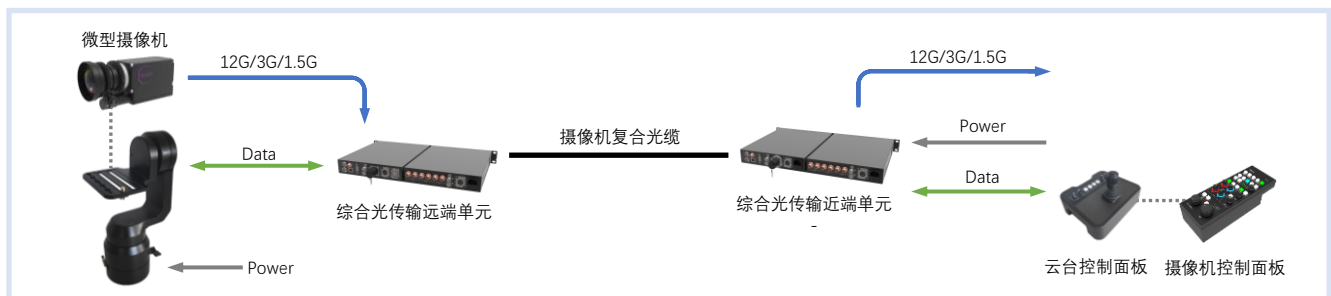 微型摄像机
12G/3G/1.5G
12G/3G/1.5G
摄像机复合光缆
Power
Data
Data
综合光传输远端单元
综合光传输近端单元
-
Power
云台控制面板
摄像机控制面板